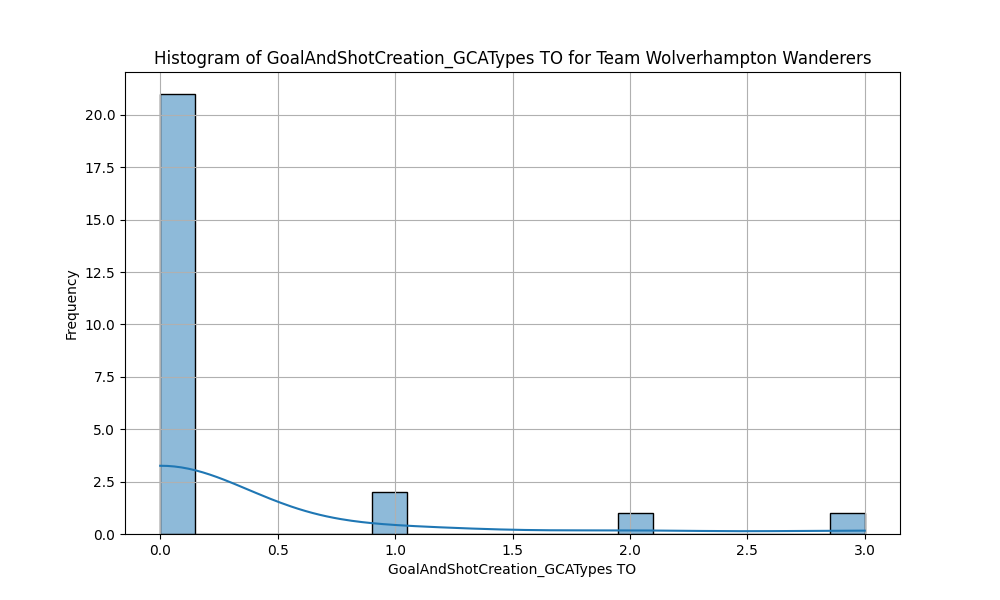 Histogram of GoalAndShotCreation_GCATypes TO for Team Wolverhampton Wanderers
20.0
17.5
15.0
12.5
10.0
7.5
5.0
2.5
0.0
Frequency
0.0 0.5 1.0 1.5 2.0 2.5 3.0
GoalAndShotCreation_GCATypes TO